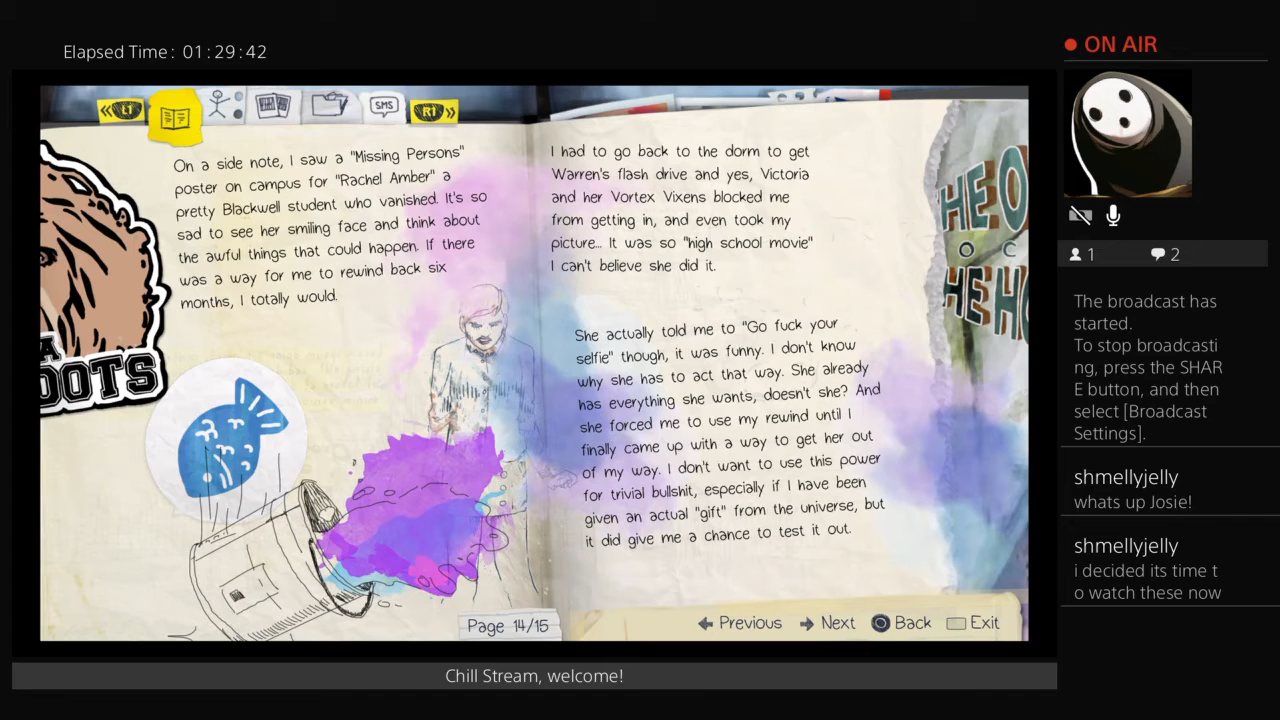 Elapsed Time: 01:29:42
ON AIR
L1
SMS
R1
On a side note, I saw a "Missing Persons"
poster on campus for "Rachel Amber" a
pretty Blackwell student who vanished. It's so
sad to see her smiling face and think about
the awful things that could happen. If there
was a way for me to rewind back six
months, I totally would.
OOTS
I had to go back to the dorm to get
Warren's flash drive and yes, Victoria
and her Vortex Vixens blocked me
from getting in, and even took my
picture... It was so "high school movie"
I can't believe she did it.
She actually told me to "Go fuck your
selfie" though, it was funny. I don't know
why she has to act that way. She already
has everything she wants, doesn't she? And
she forced me to use my rewind until I
finally came up with a way to get her out
of my way. I don't want to use this power
for trivial bullshit, especially if I have been
given an actual "gift" from the universe, but
it did give me a chance to test it out.
Page 14/15
Previous
Next
Back
Exit
Chill Stream, welcome!
1
2
The broadcast has
started.
To stop broadcasti
ng, press the SHAR
E button, and then
select [Broadcast
Settings].
shmellyjelly
whats up Josie!
shmellyjelly
i decided its time t
o watch these now